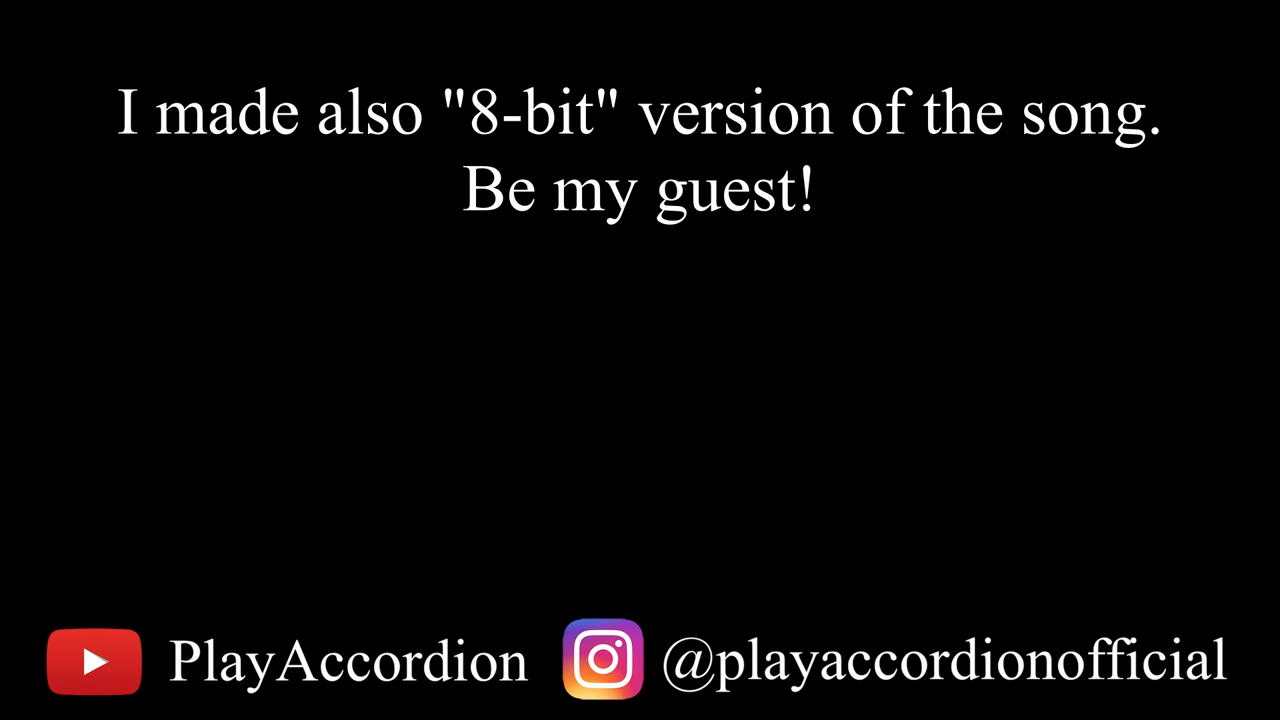 I made also "8-bit" version of the song.
Be my guest!
PlayAccordion
@playaccordionofficial